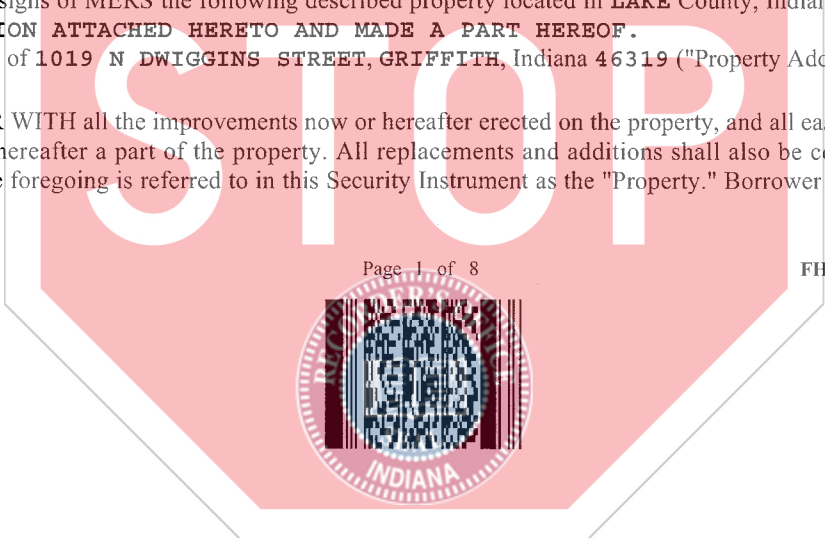 signs of MERS the following described property located in LAKE County, Indian
ION ATTACHED HERETO AND MADE A PART HEREOF.
of 1019 N DWIGGINS STREET, GRIFFITH, Indiana 46319 ("Property Add
WITH all the improvements now or hereafter erected on the property, and all ea
hereafter a part of the property. All replacements and additions shall also be c
foregoing is referred to in this Security Instrument as the "Property." Borrower
STOP
Page 1 of 8
FH
RECORDER'S OFFICE
INDIANA